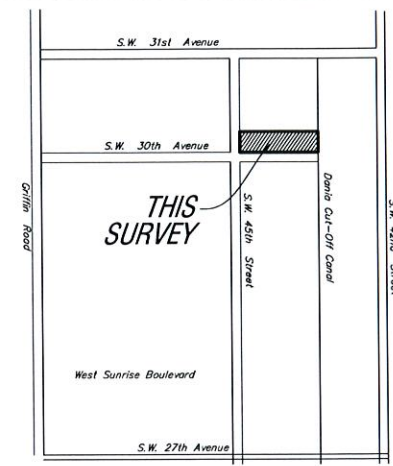 S.W. 31st Avenue
S.W. 30th Avenue
THIS
SURVEY
Griffin Road
S.W. 45th Street
Dania Cut-Off Canal
West Sunrise Boulevard
S.W. 27th Avenue